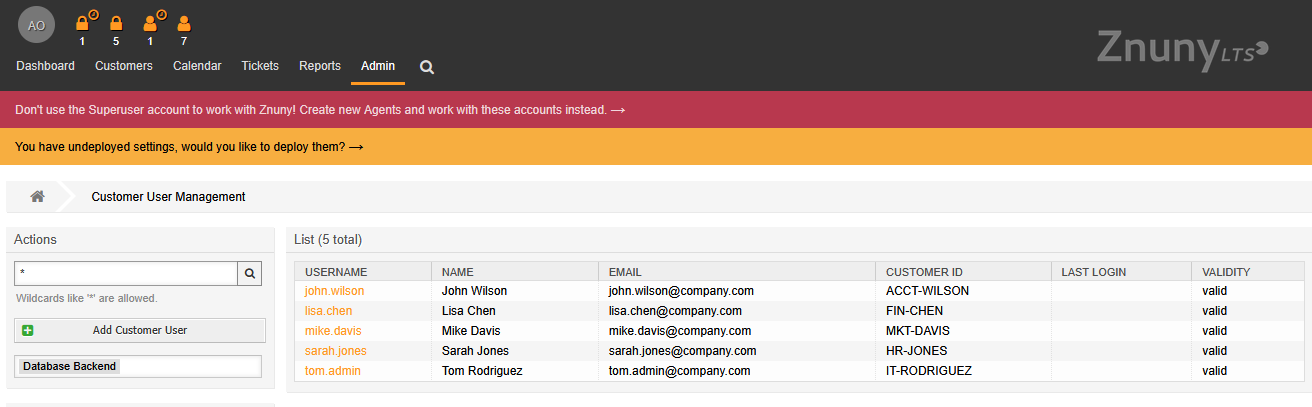 AO
1 5 1 7
Dashboard Customers Calendar Tickets Reports Admin
Znuny LTS
Don't use the Superuser account to work with Znuny! Create new Agents and work with these accounts instead. →
You have undeployed settings, would you like to deploy them? →
Customer User Management
Actions
*
Wildcards like '*' are allowed.
Add Customer User
Database Backend
List (5 total)
USERNAME NAME EMAIL CUSTOMER ID LAST LOGIN VALIDITY
john.wilson John Wilson john.wilson@company.com ACCT-WILSON valid
lisa.chen Lisa Chen lisa.chen@company.com FIN-CHEN valid
mike.davis Mike Davis mike.davis@company.com MKT-DAVIS valid
sarah.jones Sarah Jones sarah.jones@company.com HR-JONES valid
tom.admin Tom Rodriguez tom.admin@company.com IT-RODRIGUEZ valid